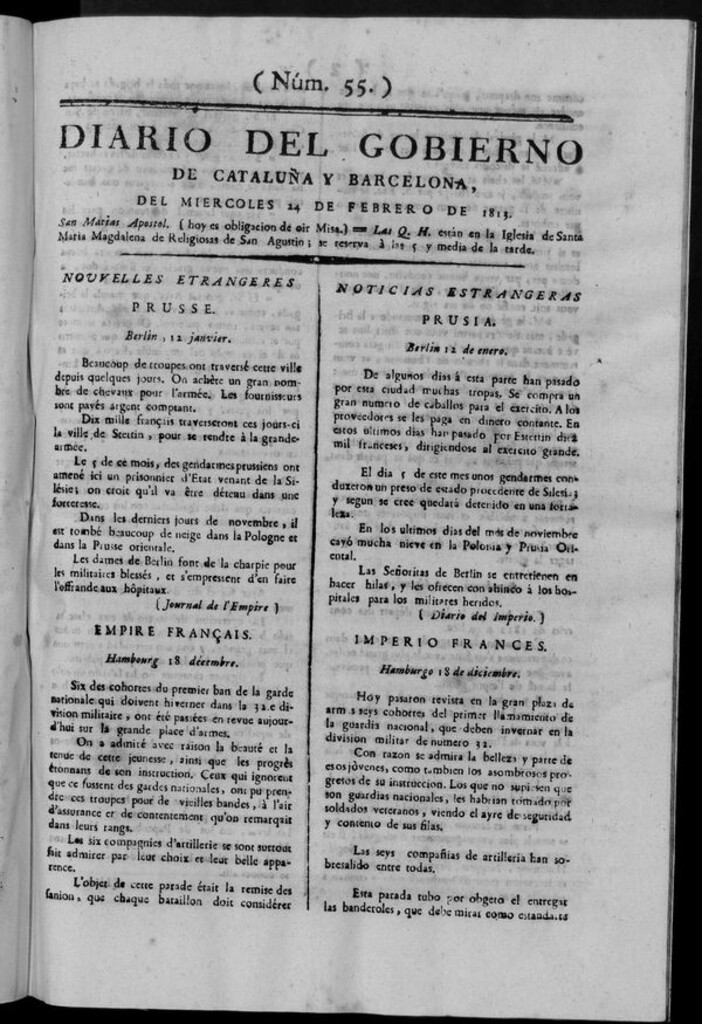 ( Núm. 55. )
DIARIO DEL GOBIERNO
DE CATALUÑA Y BARCELONA,
DEL MIERCOLES 24 DE FEBRERO DE 1813.
San Matias Apostol. ( hoy es obligacion de oir Misa.) = Las Q. H. están en la Iglesia de Santa
Maria Magdalena de Religiosas de San Agustin ; se reserva à las 5 y media de la tarde.
NOUVELLES ETRANGERES
PRUSSE.
Berlin , 12 janvier.
Beaucoup de troupes ont traversé cette ville
depuis quelques jours. On achète un gran nom-
bre de chevaux pour l'armée. Les fournisseurs
sont payés argent comptant.
Dix mille français traverseront ces jours-ci
la ville de Stettin , pour se rendre à la grande-
armée.
Le 5 de ce mois, des gendarmes prussiens ont
amené ici un prisonnier d'Etat venant de la Si-
lésie; on croit qu'il va être détenu dans une
forteresse.
Dans les derniers jours de novembre, il
est tombé beaucoup de neige dans la Pologne et
dans la Prusse orientale.
Les dames de Berlin font de la charpie pour
les militaires blessés , et s'empressent d'en faire
l'offrande aux hôpitaux.
( Journal de l'Empire )
EMPIRE FRANÇAIS.
Hambourg 18 décembre.
Six des cohortes du premier ban de la garde
nationale qui doivent hiverner dans la 32.e di-
vision militaire , ont été passées en revue aujour-
d'hui sur la grande place d'armes.
On a admiré avec raison la beauté et la
tenue de cette jeunesse , ainsi que les progrès
étonnans de son instruction. Ceux qui ignorent
que ce fussent des gardes nationales, ont pu pren-
dre ces troupes pour de vieilles bandes, à l'air
d'assurance et de contentement qu'on remarquait
dans leurs rangs.
Les six compagnies d'artillerie se sont surtout
fait admirer par leur choix et leur belle appa-
rence.
L'objet de cette parade était la remise des
fanion, que chaque bataillon doit considérer
NOTICIAS ESTRANGERAS
PRUSIA.
Berlin 12 de enero.
De algunos dias á esta parte han pasado
por esta ciudad muchas tropas. Se compra un
gran numero de caballos para el exercito. A los
proveedores se les paga en dinero contante. En
estos ultimos dias han pasado por Estettin diez
mil franceses, dirigiendose al exercito grande.
El dia 5 de este mes unos gendarmes con-
duxeron un preso de estado procedente de Silesia;
y segun se cree quedará detenido en una forta-
leza.
En los ultimos dias del mes de noviembre
cayó mucha nieve en la Polonia y Prusia Ori-
ental.
Las Señoritas de Berlin se entretienen en
hacer hilas, y les ofrecen con ahinco à los hos-
pitales para los militares heridos.
( Diario del Imperio. )
IMPERIO FRANCES.
Hamburgo 18 de diciembre.
Hoy pasaron revista en la gran plaza de
arm s seys cohortes del primer llamamiento de
la guardia nacional, que deben invernar en la
division militar de numero 32.
Con razon se admira la belleza y parte de
esos jóvenes, como tambien los asombrosos pro-
gresos de su instruccion. Los que no supiesen que
son guardias nacionales, les habrian tomado por
soldados veteranos, viendo el ayre de seguridad
y contento de sus filas.
Las seys compañias de artilleria han so-
bresalido entre todas.
Esta parada tubo por obgeto el entregar
las banderoles, que debe miras como estandartes